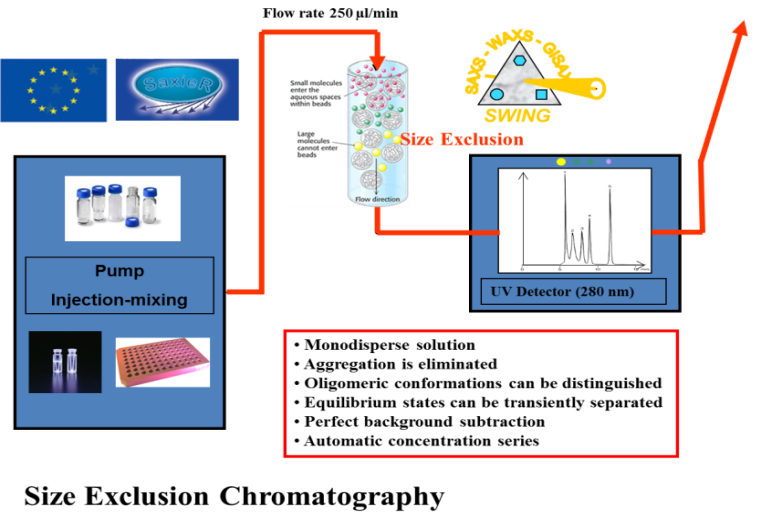 Flow rate 250 µl/min
SaxieR
Small molecules
enter the
aqueous spaces
within beads
Large
molecules
cannot enter
beads
Flow direction
Size Exclusion
SAXS - WAXS - GISAX
SWING
Pump
Injection-mixing
UV Detector (280 nm)
• Monodisperse solution
• Aggregation is eliminated
• Oligomeric conformations can be distinguished
• Equilibrium states can be transiently separated
• Perfect background subtraction
• Automatic concentration series
Size Exclusion Chromatography